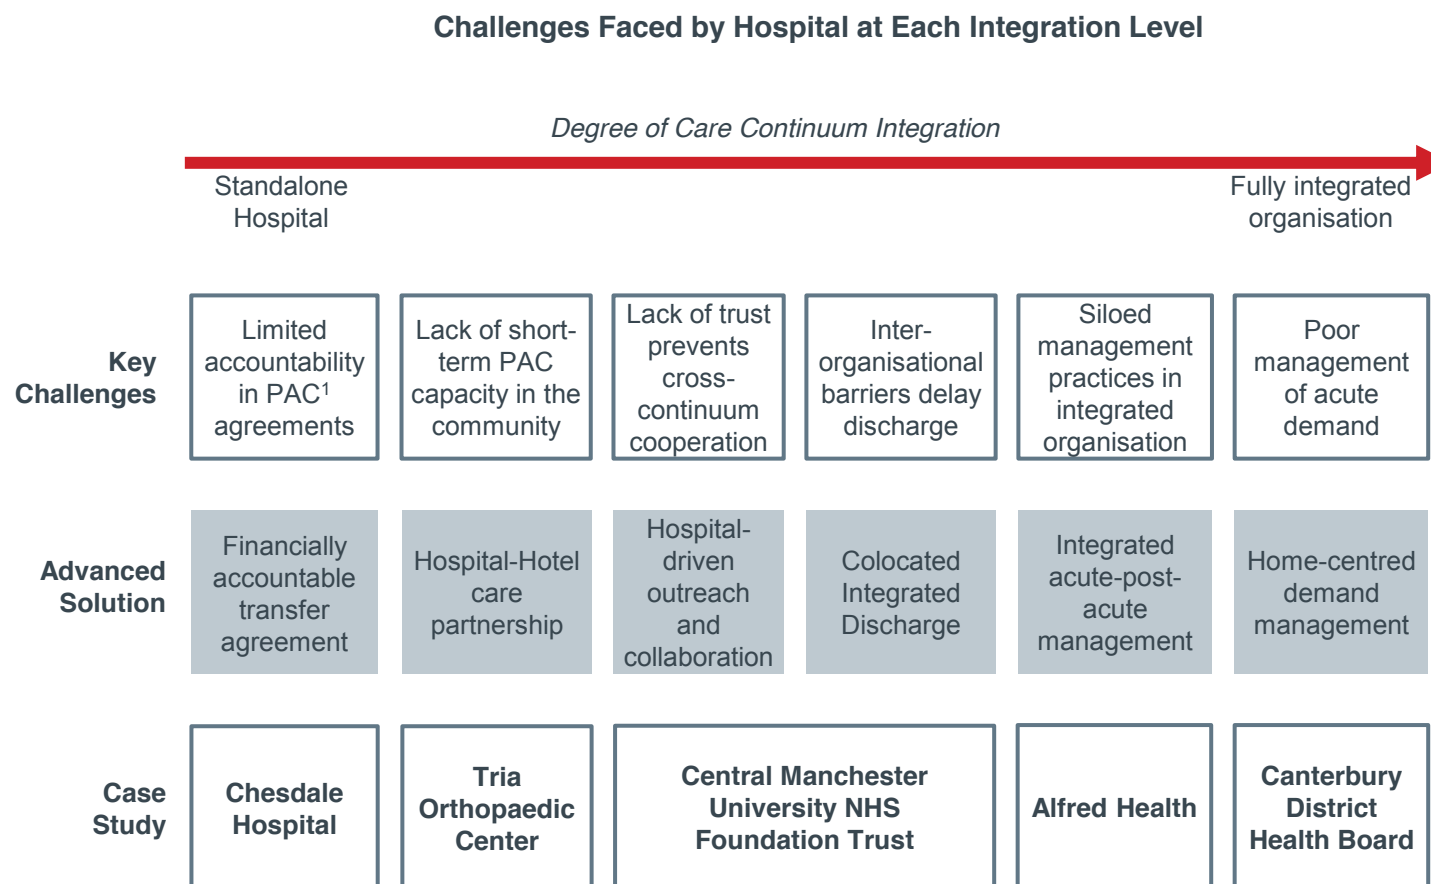 Challenges Faced by Hospital at Each Integration Level
Degree of Care Continuum Integration
Standalone
Hospital
Fully integrated
organisation
Key
Challenges
Limited
accountability
in PAC¹
agreements
Lack of short-
term PAC
capacity in the
community
Lack of trust
prevents
cross-
continuum
cooperation
Inter-
organisational
barriers delay
discharge
Siloed
management
practices in
integrated
organisation
Poor
management
of acute
demand
Advanced
Solution
Financially
accountable
transfer
agreement
Hospital-Hotel
care
partnership
Hospital-
driven
outreach
and
collaboration
Colocated
Integrated
Discharge
Integrated
acute-post-
acute
management
Home-centred
demand
management
Case
Study
Chesdale
Hospital
Tria
Orthopaedic
Center
Central Manchester
University NHS
Foundation Trust
Alfred Health
Canterbury
District
Health Board